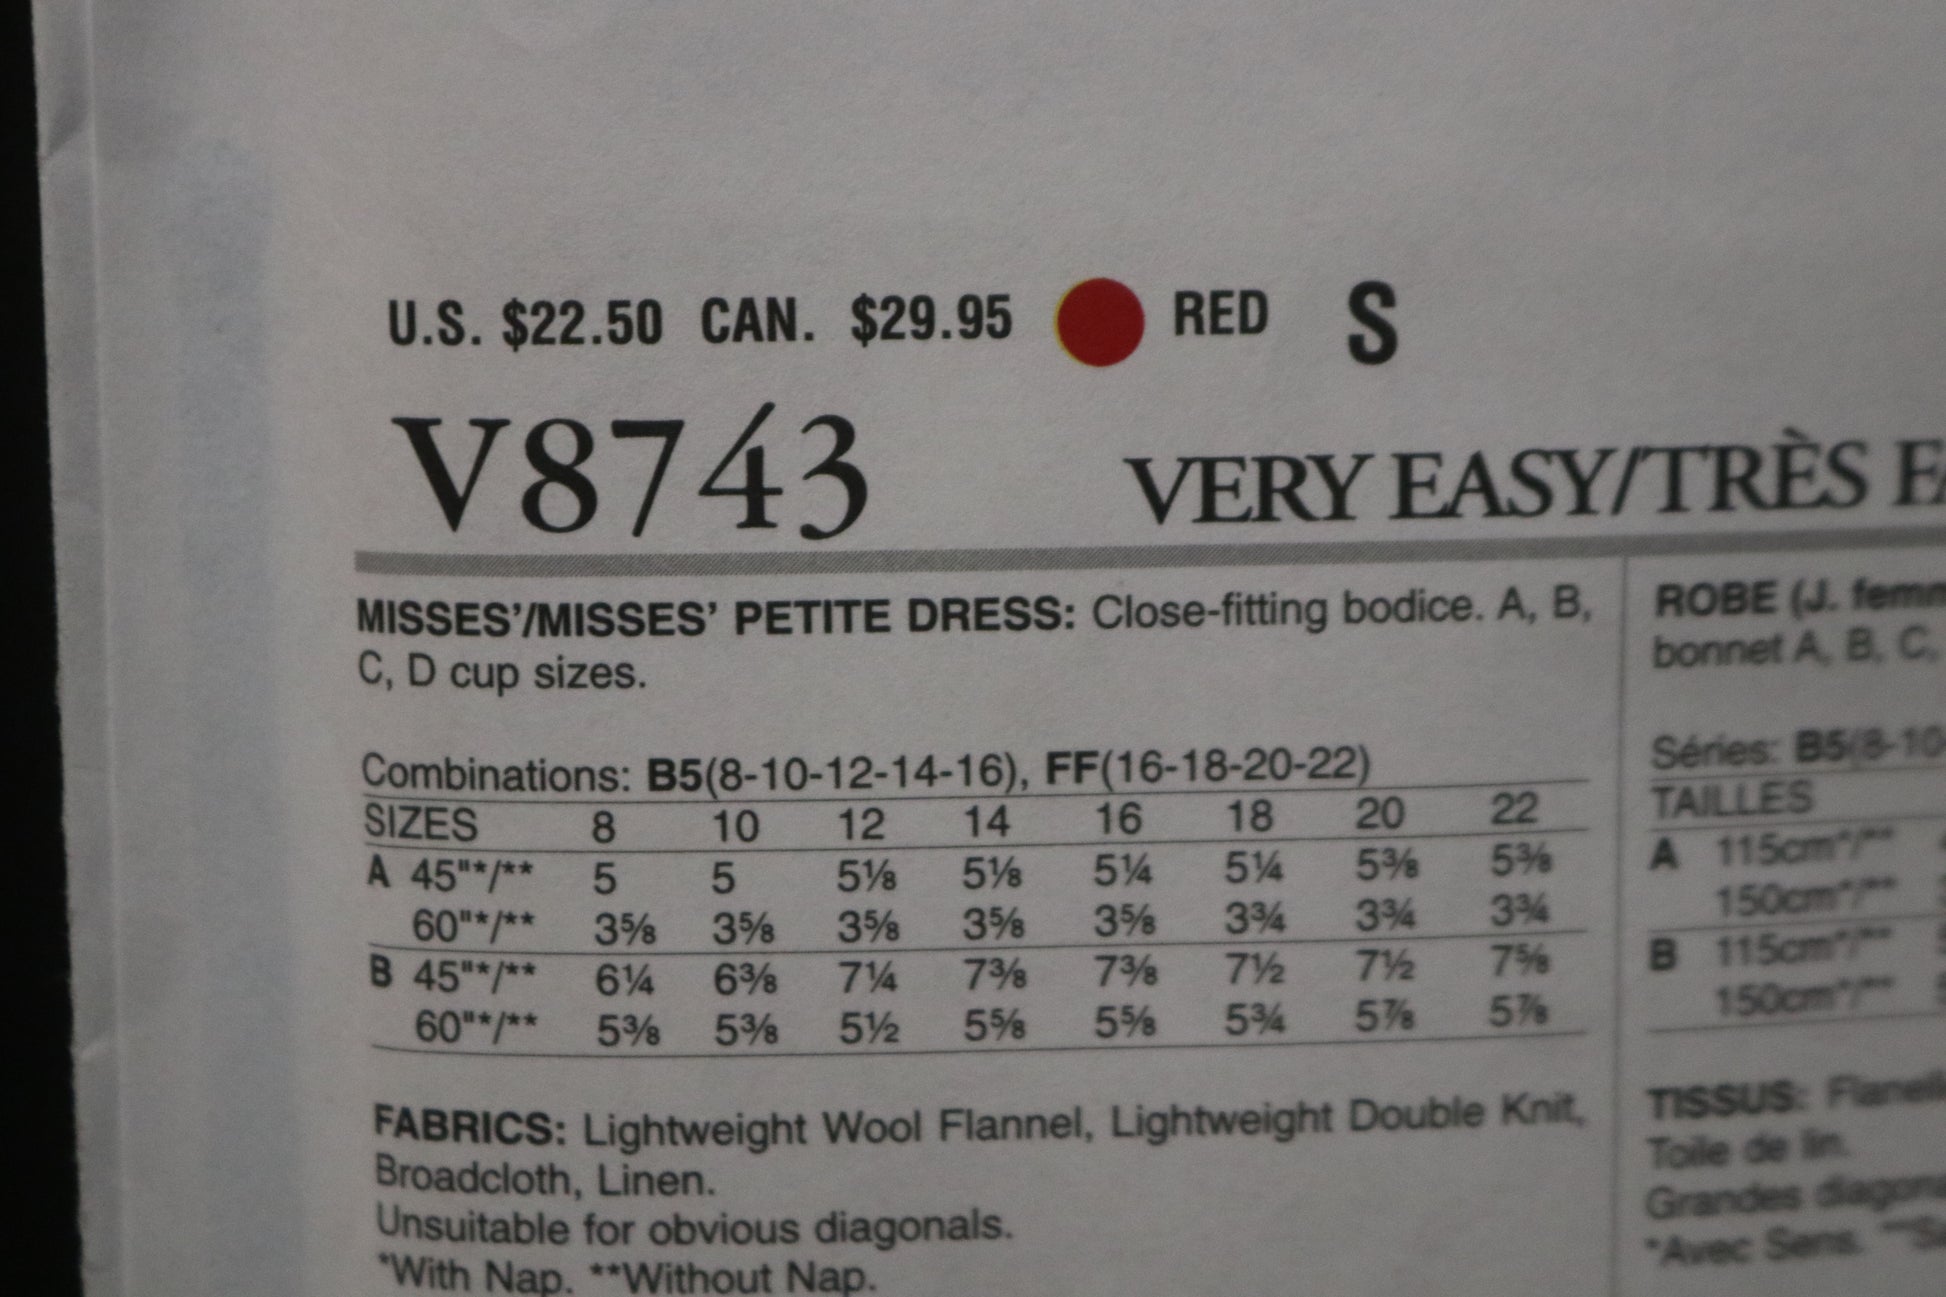 U.S. $22.50 CAN. $29.95 RED S
V8743 VERY EASY/TRÈS
MISSES'/MISSES' PETITE DRESS: Close-fitting bodice. A, B,
C, D cup sizes.
Combinations: B5(8-10-12-14-16), FF(16-18-20-22)
SIZES 8 10 12 14 16 18 20 22
A 45"*/** 5 5 5⅛ 5⅛ 5¼ 5¼ 5⅜ 5⅜
60"*/** 3⅝ 3⅝ 3⅝ 3⅝ 3⅝ 3¾ 3¾ 3¾
B 45"*/** 6¼ 6⅜ 7¼ 7⅜ 7⅜ 7½ 7½ 7⅝
60"*/** 5⅜ 5⅜ 5½ 5⅝ 5⅝ 5¾ 5⅞ 5⅞
FABRICS: Lightweight Wool Flannel, Lightweight Double Knit,
Broadcloth, Linen.
Unsuitable for obvious diagonals.
*With Nap. **Without Nap.
ROBE (J.
bonnet A, B, C,
Séries: B5(8-10
TAILLES
A 115cm*/**
150cm*/**
B 115cm*/**
150cm*/**
TISSUS:
Toile de lin.
Grandes
*Avec Sens.